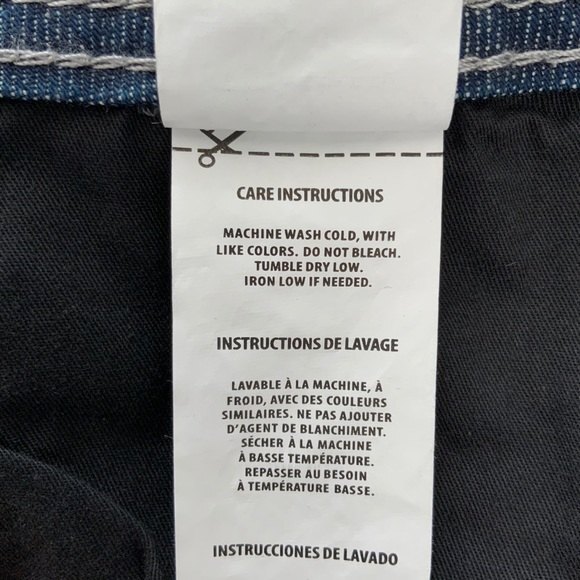 CARE INSTRUCTIONS
MACHINE WASH COLD, WITH
LIKE COLORS. DO NOT BLEACH.
TUMBLE DRY LOW.
IRON LOW IF NEEDED.
INSTRUCTIONS DE LAVAGE
LAVABLE À LA MACHINE, À
FROID, AVEC DES COULEURS
SIMILAIRES. NE PAS AJOUTER
D'AGENT DE BLANCHIMENT.
SÉCHER À LA MACHINE
À BASSE TEMPÉRATURE.
REPASSER AU BESOIN
À TEMPÉRATURE BASSE.
INSTRUCCIONES DE LAVADO